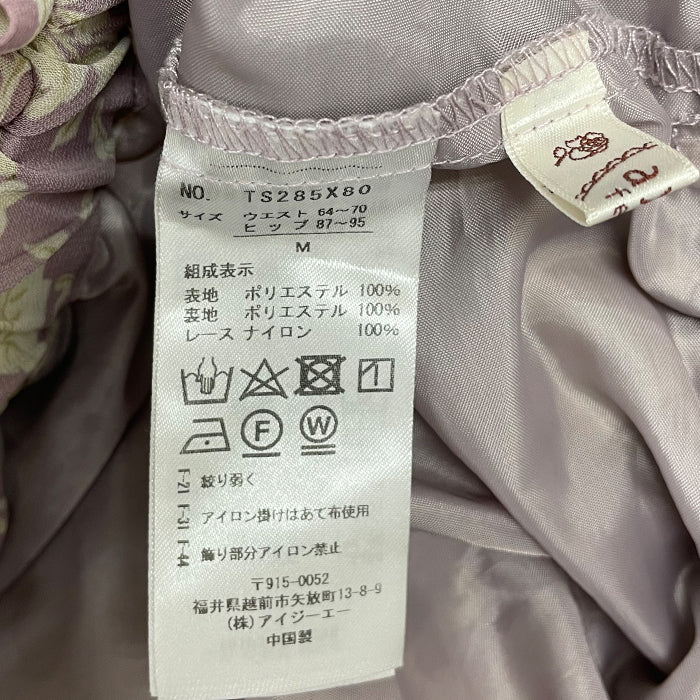 NO. TS285X80
サイズ ウエスト 64～70
ヒップ 87～95
M
組成表示
表地 ポリエステル 100%
裏地 ポリエステル 100%
レース ナイロン 100%
F
W
F-21 絞り弱く
F-31 アイロン掛けはあて布使用
F-44 飾り部分アイロン禁止
〒915-0052
福井県越前市矢放町13-8-9
(株)アイジーエー
中国製